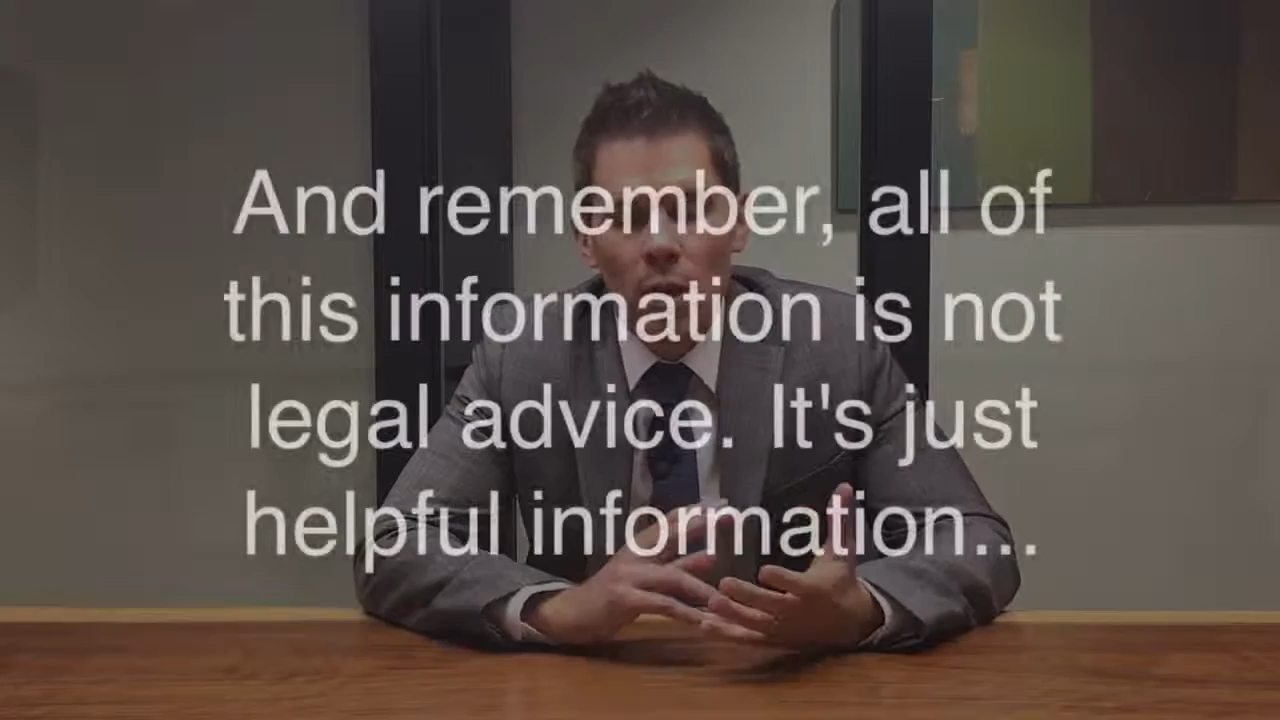 And remember, all of
this information is not
legal advice. It's just
helpful information...